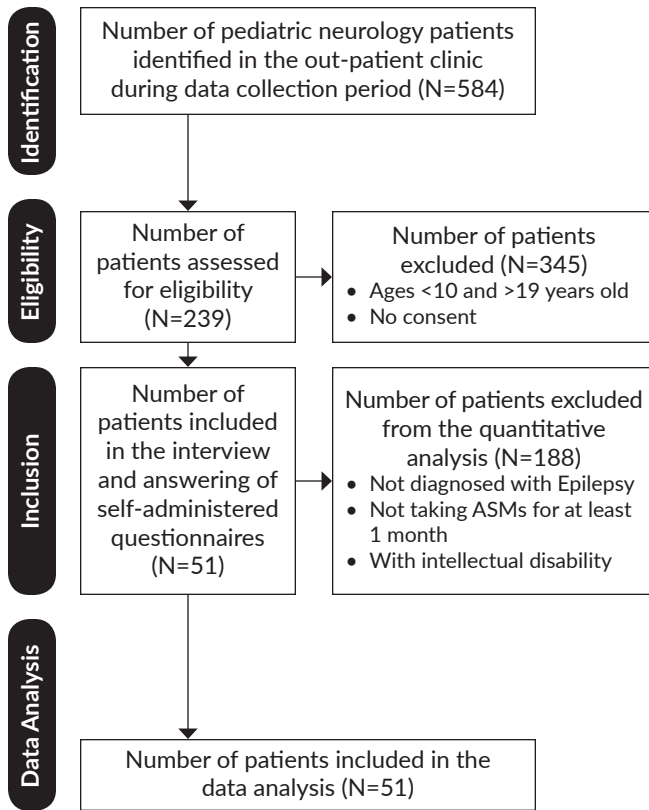 Identification
Number of pediatric neurology patients
identified in the out-patient clinic
during data collection period (N=584)
Eligibility
Number of
patients assessed
for eligibility
(N=239)
Number of patients
excluded (N=345)
• Ages <10 and >19 years old
• No consent
Inclusion
Number of
patients included
in the interview
and answering of
self-administered
questionnaires
(N=51)
Number of patients excluded
from the quantitative
analysis (N=188)
• Not diagnosed with Epilepsy
• Not taking ASMs for at least
1 month
• With intellectual disability
Data Analysis
Number of patients included in the
data analysis (N=51)